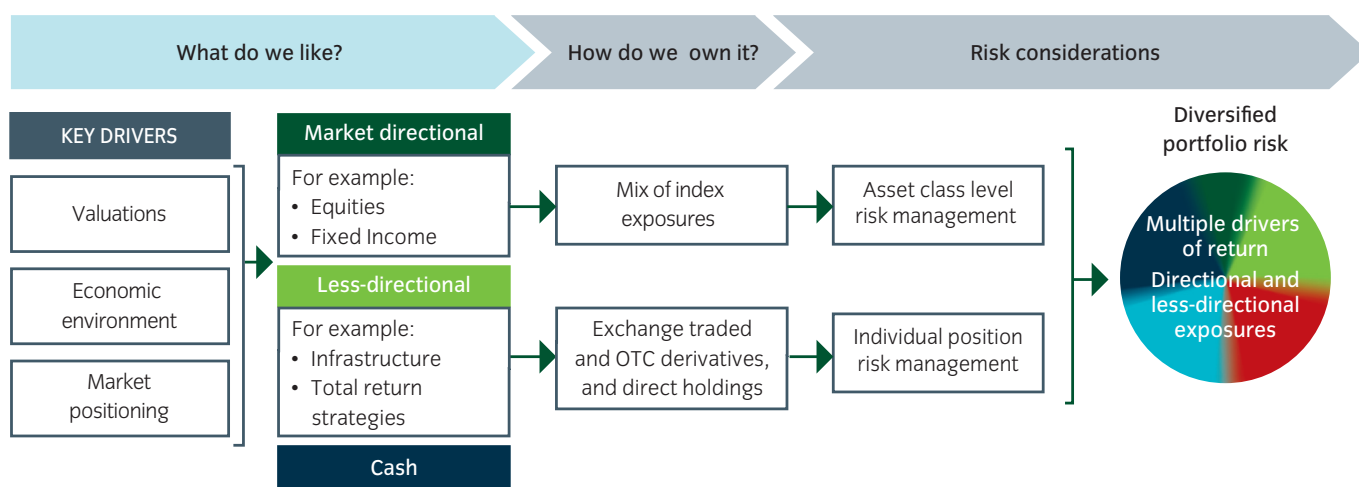 What do we like?
How do we own it?
Risk considerations
KEY DRIVERS
Valuations
Economic
environment
Market
positioning
Market directional
For example:
• Equities
• Fixed Income
Less-directional
For example:
• Infrastructure
• Total return
strategies
Cash
Mix of index
exposures
Exchange traded
and OTC derivatives,
and direct holdings
Asset class level
risk management
Individual position
risk management
Diversified
portfolio risk
Multiple drivers
of return
Directional and
less-directional
exposures